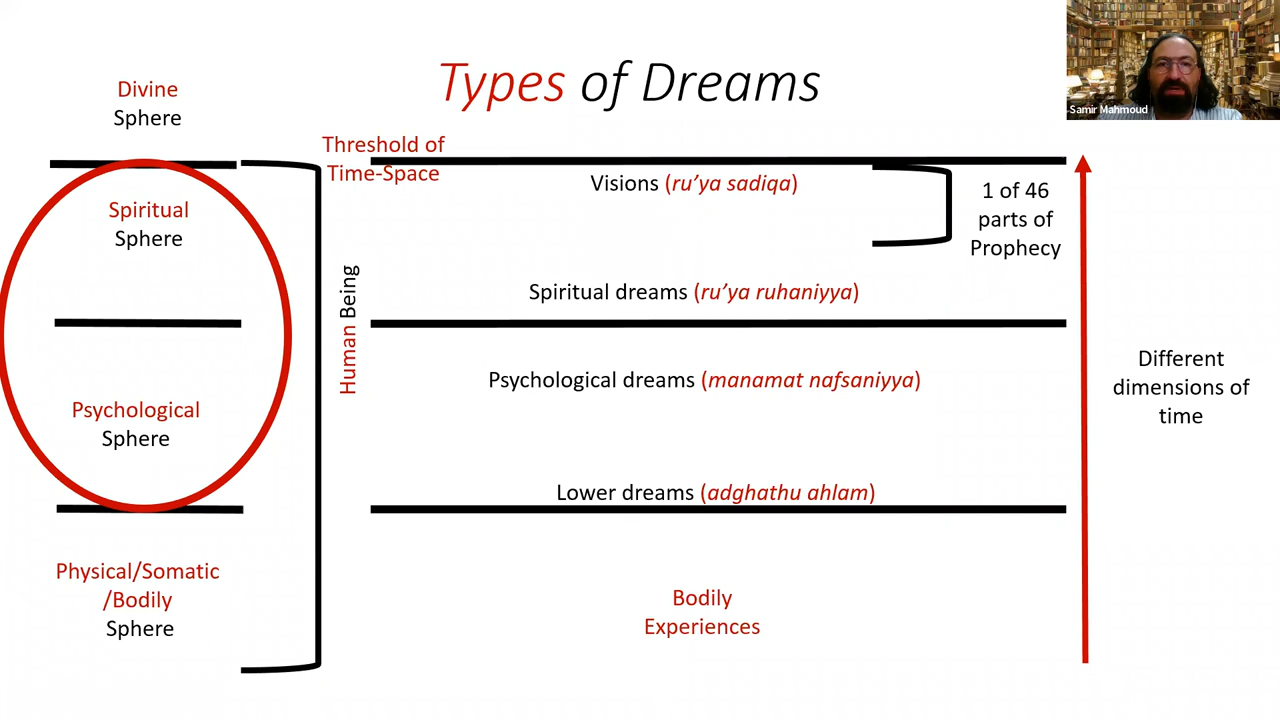 Types of Dreams
Samir Mahmoud
Divine
Sphere
Threshold of
Time-Space
Spiritual
Sphere
Visions (ru’ya sadiqa)
1 of 46
parts of
Prophecy
Human Being
Spiritual dreams (ru’ya ruhaniyya)
Psychological dreams (manamat nafsaniyya)
Different
dimensions of
time
Psychological
Sphere
Lower dreams (adghathu ahlam)
Physical/Somatic
/Bodily
Sphere
Bodily
Experiences